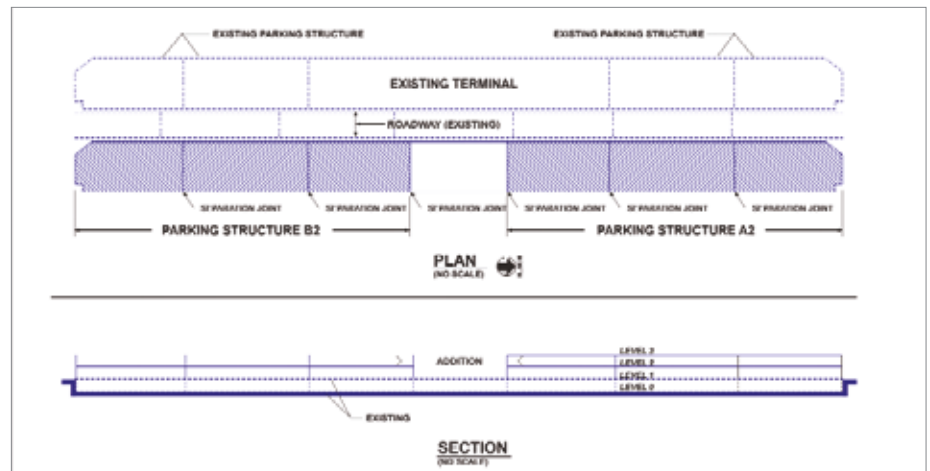 EXISTING PARKING STRUCTURE
EXISTING PARKING STRUCTURE
EXISTING TERMINAL
ROADWAY (EXISTING)
SEPARATION JOINT
SEPARATION JOINT
SEPARATION JOINT
SEPARATION JOINT
SEPARATION JOINT
SEPARATION JOINT
PARKING STRUCTURE B2
PARKING STRUCTURE A2
PLAN
(NO SCALE)
ADDITION
LEVEL 3
LEVEL 2
LEVEL 1
LEVEL 0
EXISTING
SECTION
(NO SCALE)